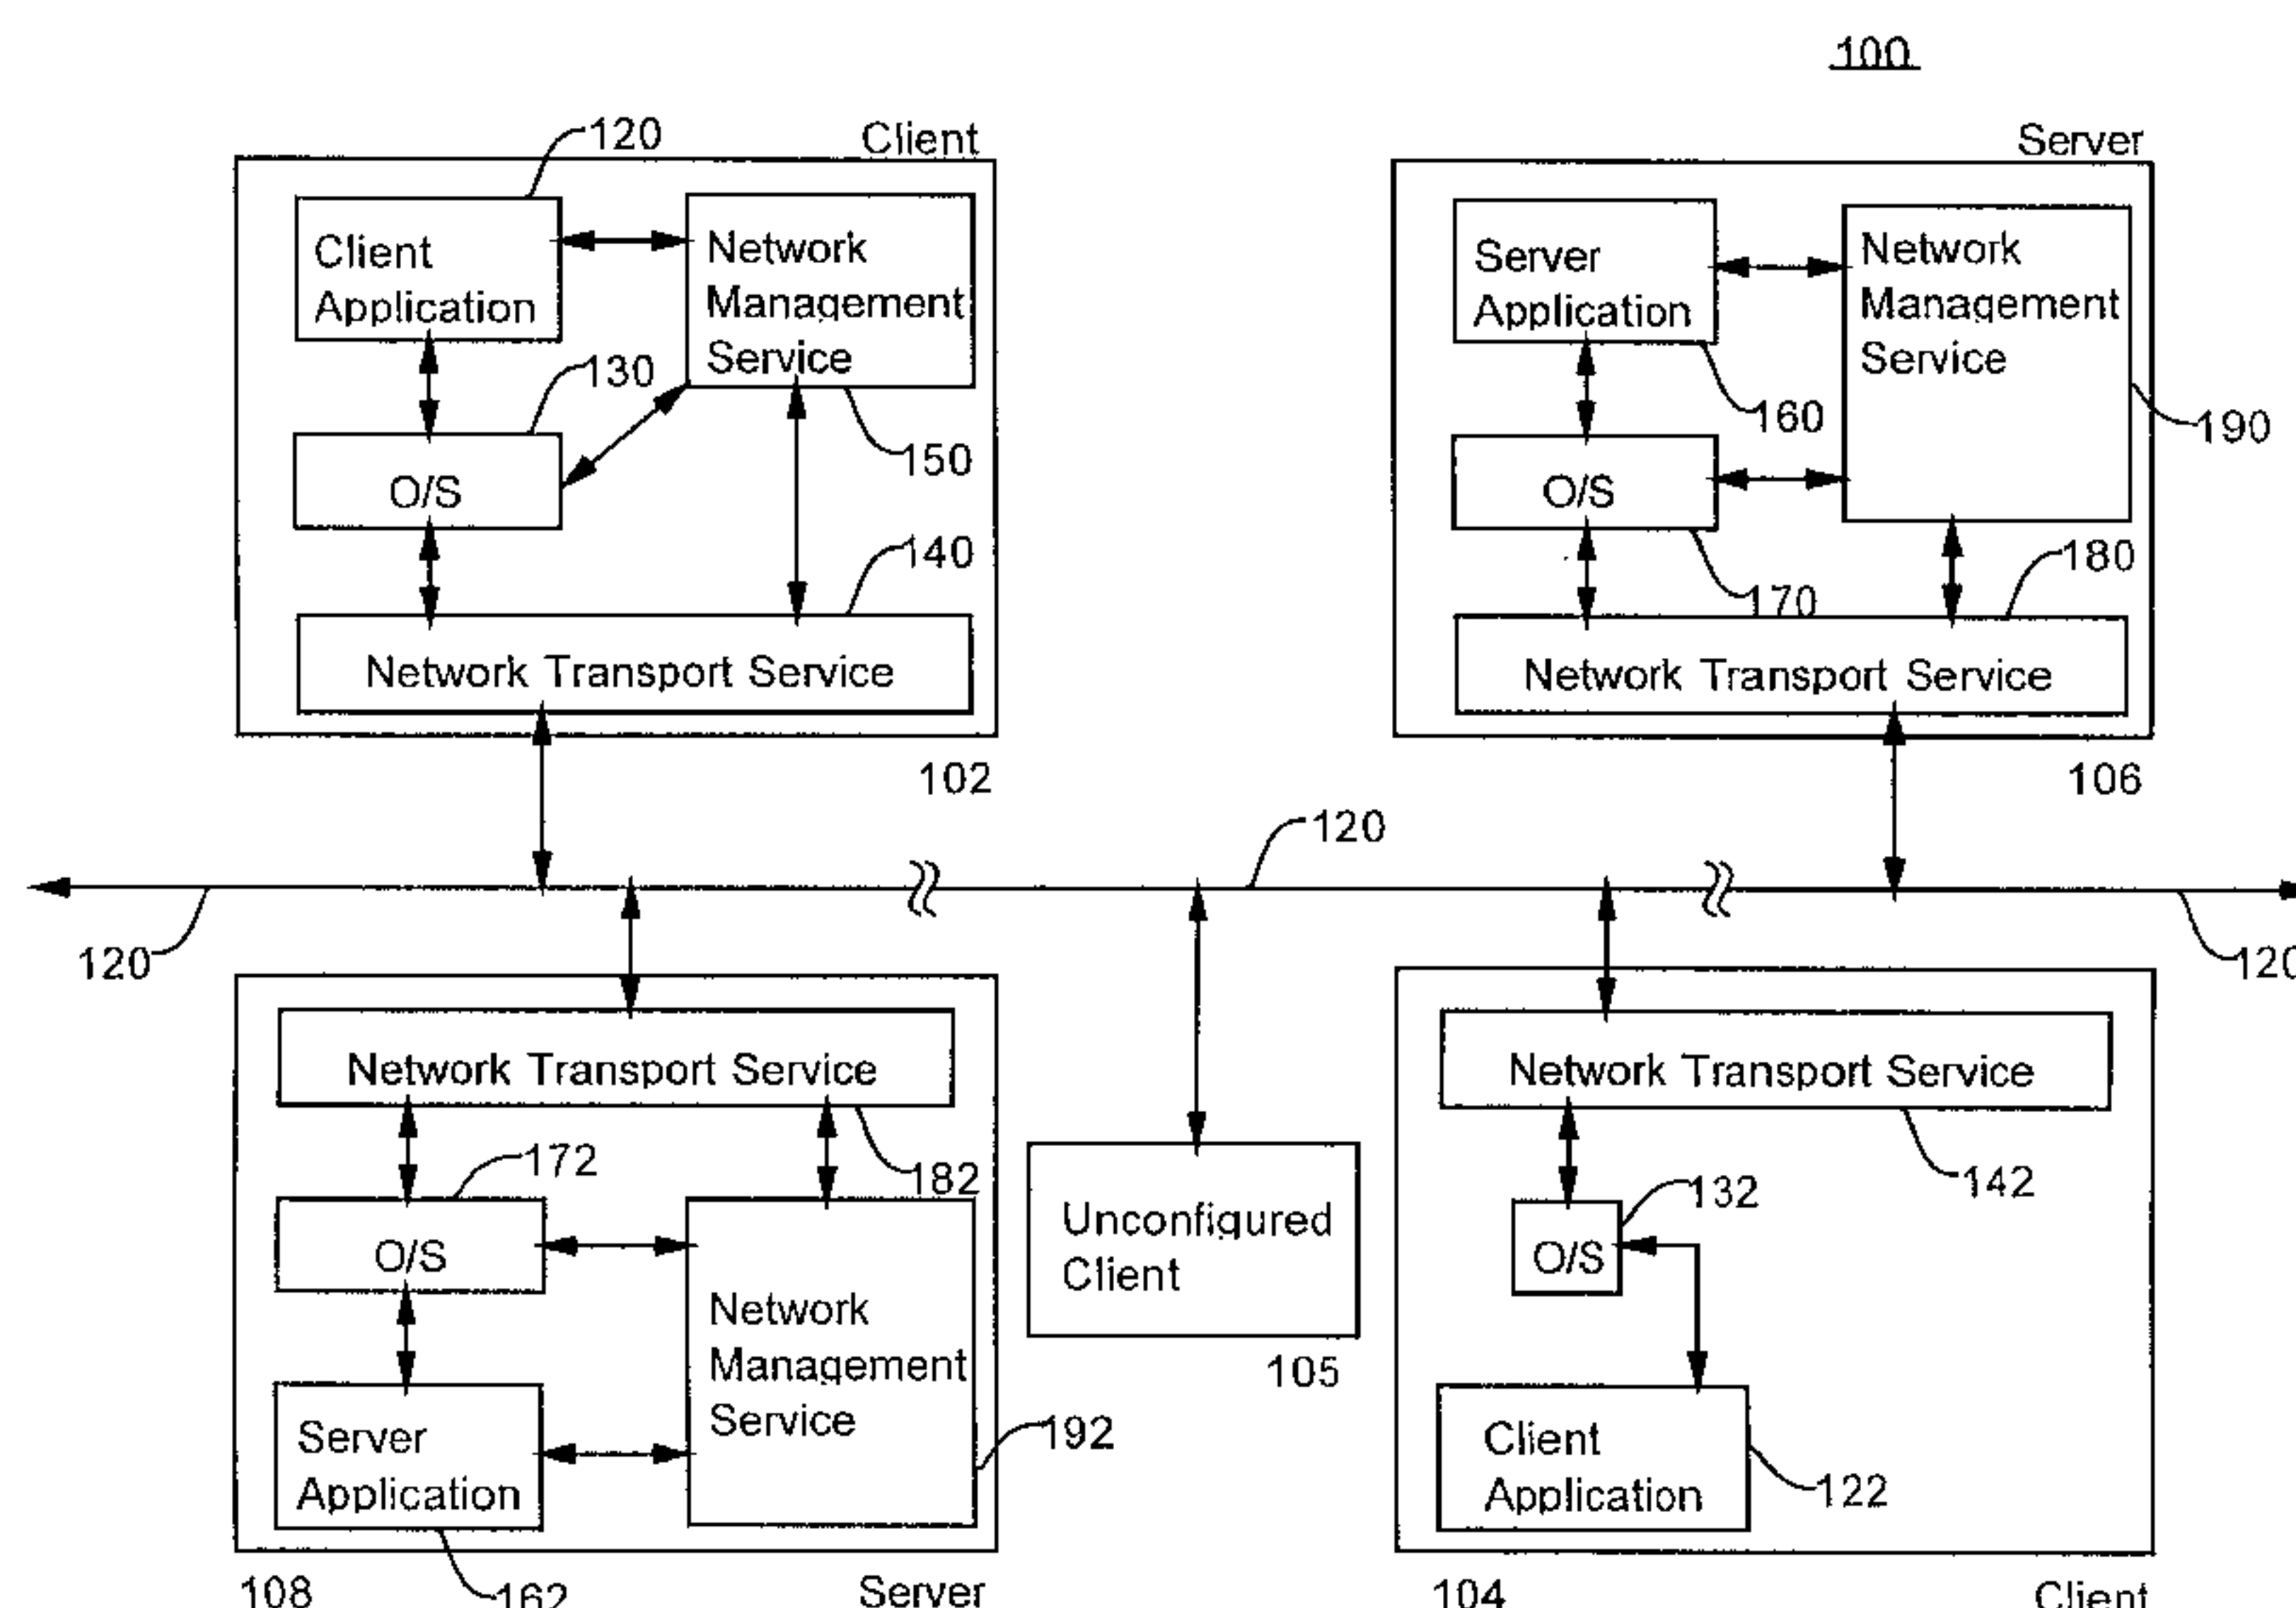 100
Client
120
Client
Application
Network
Management
Service
130
O/S
150
140
Network Transport Service
102
Server
Server
Application
Network
Management
Service
160
190
O/S
170
180
Network Transport Service
106
120
120
120
Network Transport Service
172
182
O/S
Network
Management
Service
Server
Application
192
108
162
Server
Unconfigured
Client
105
Network Transport Service
142
132
O/S
Client
Application
122
104
Client